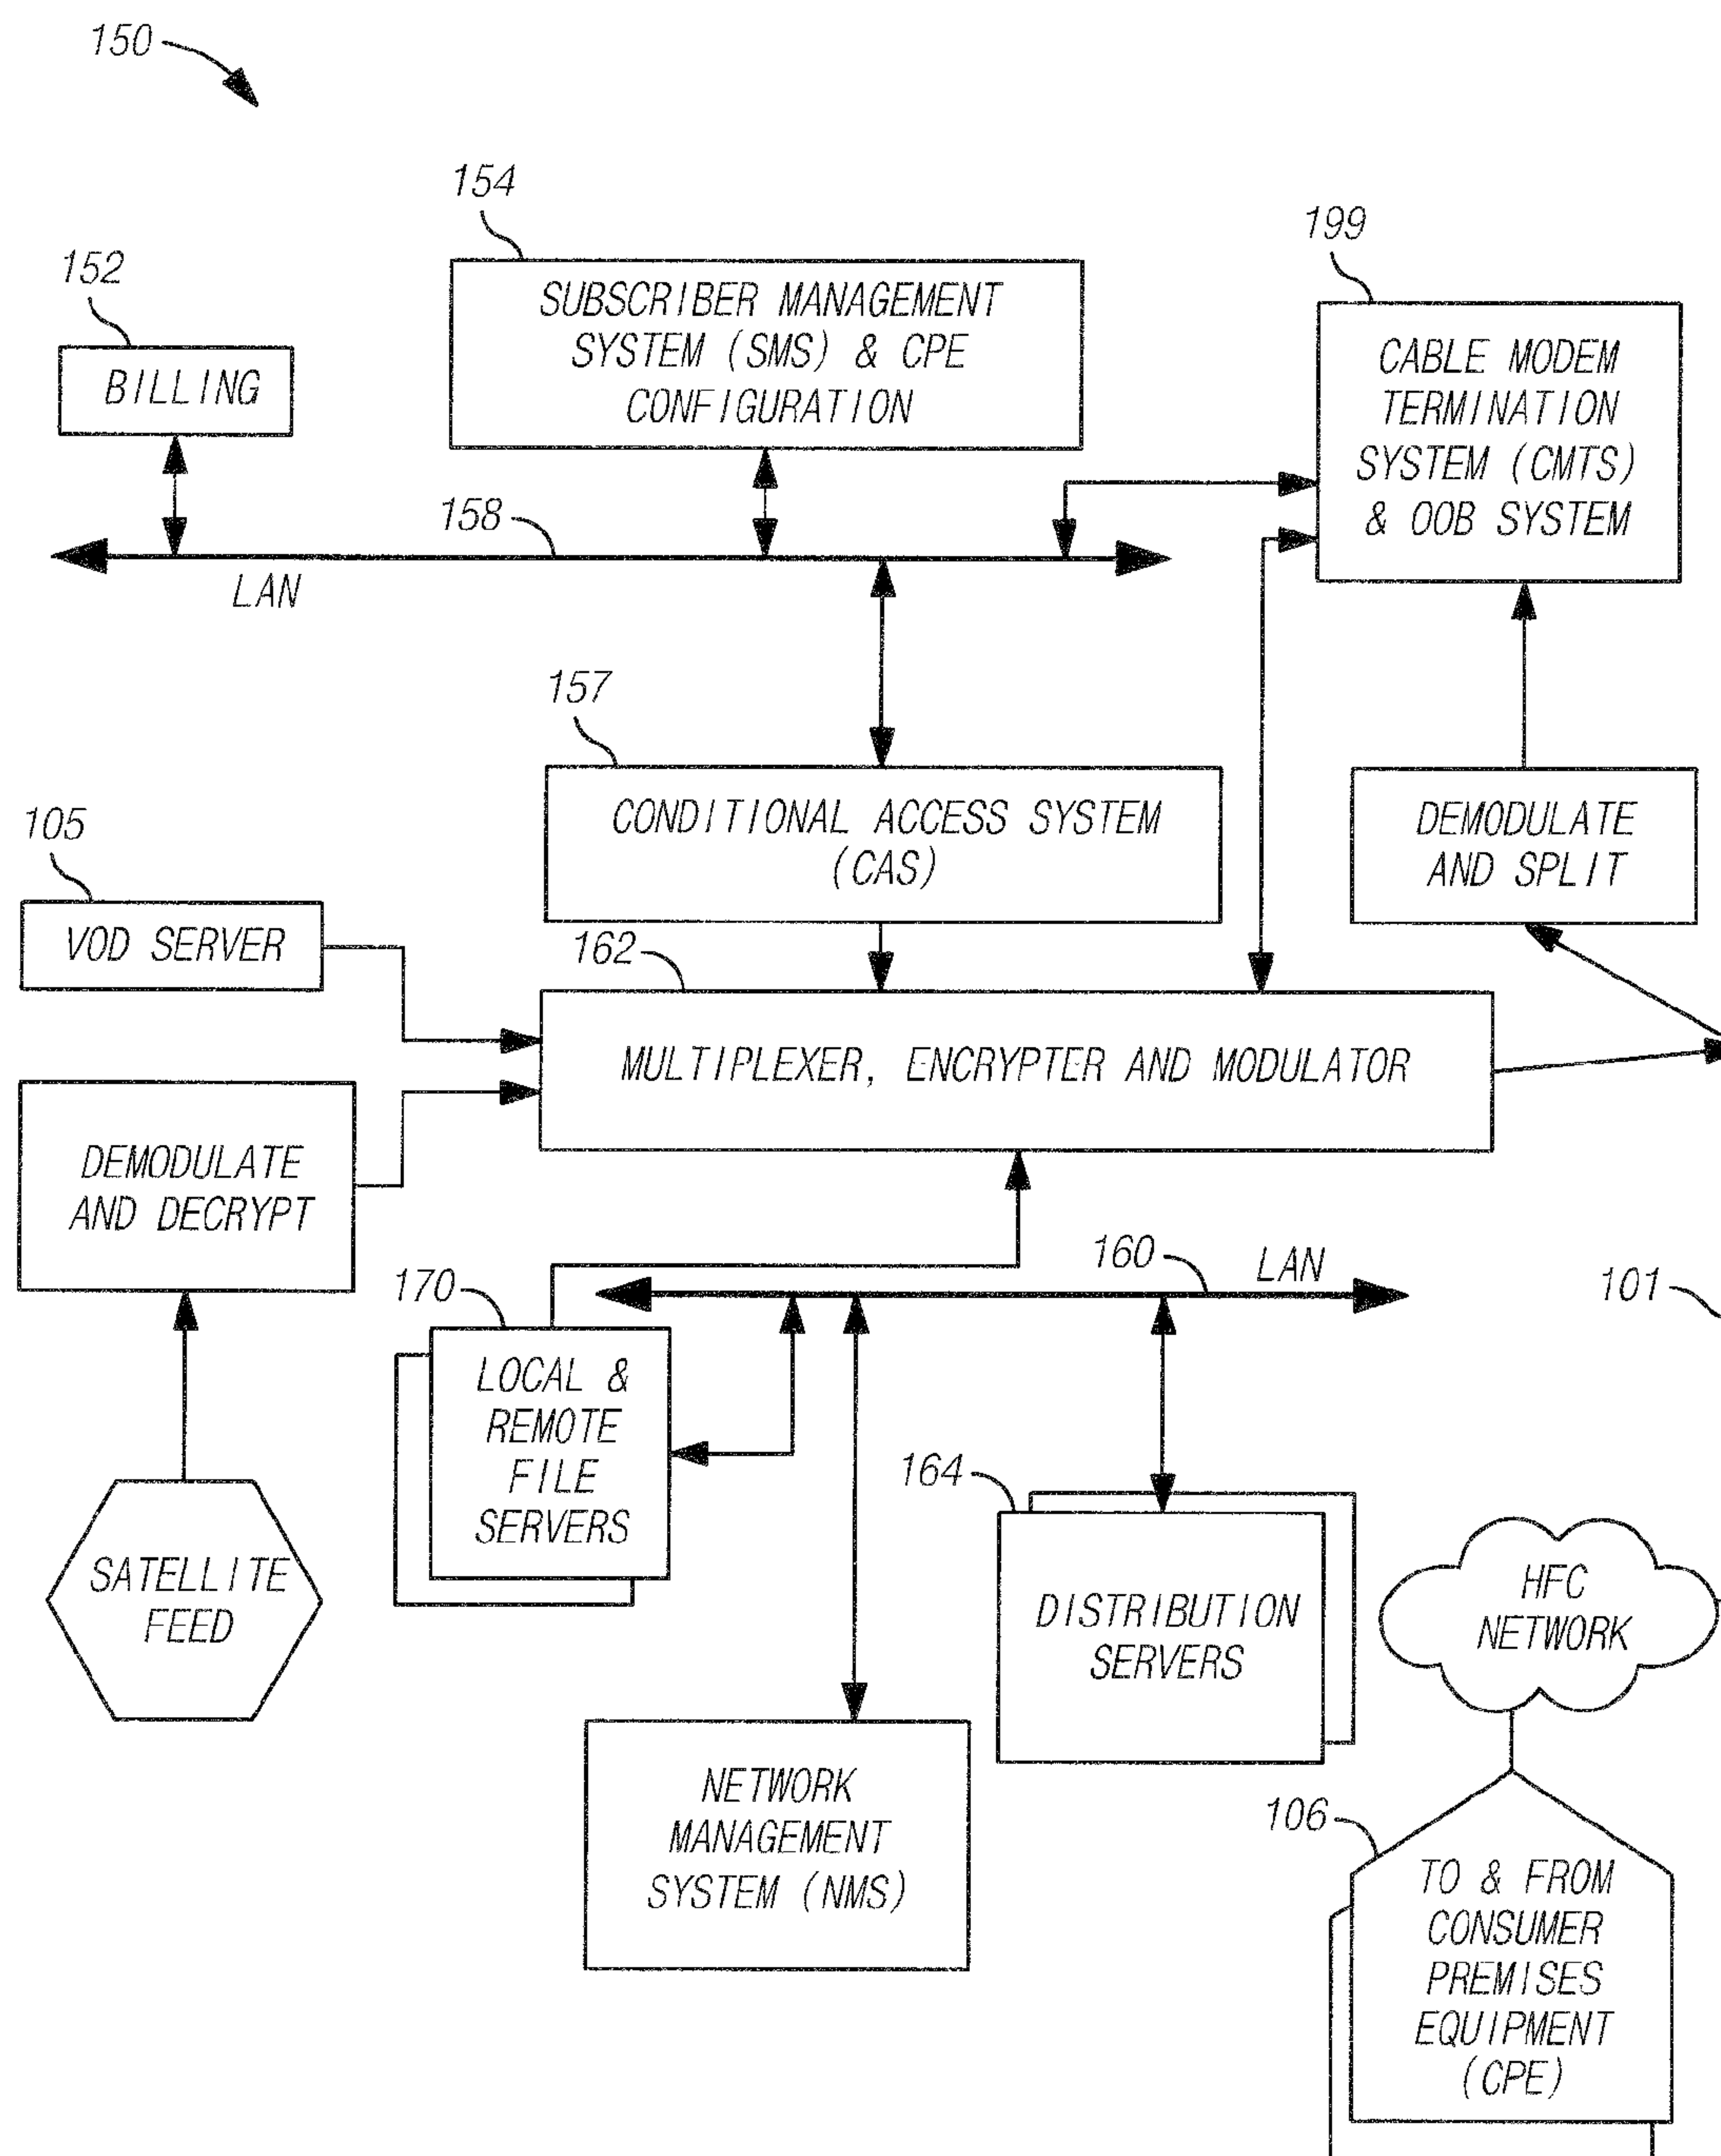 150
154
199
152
SUBSCRIBER MANAGEMENT
SYSTEM (SMS) & CPE
CONFIGURATION
BILLING
CABLE MODEM
TERMINATION
SYSTEM (CMTS)
& OOB SYSTEM
158
LAN
157
CONDITIONAL ACCESS SYSTEM
(CAS)
DEMODULATE
AND SPLIT
105
VOD SERVER
162
MULTIPLEXER, ENCRYPTER AND MODULATOR
DEMODULATE
AND DECRYPT
160
LAN
170
101
LOCAL &
REMOTE
FILE
SERVERS
164
SATELLITE
FEED
DISTRIBUTION
SERVERS
HFC
NETWORK
NETWORK
MANAGEMENT
SYSTEM (NMS)
106
TO & FROM
CONSUMER
PREMISES
EQUIPMENT
(CPE)